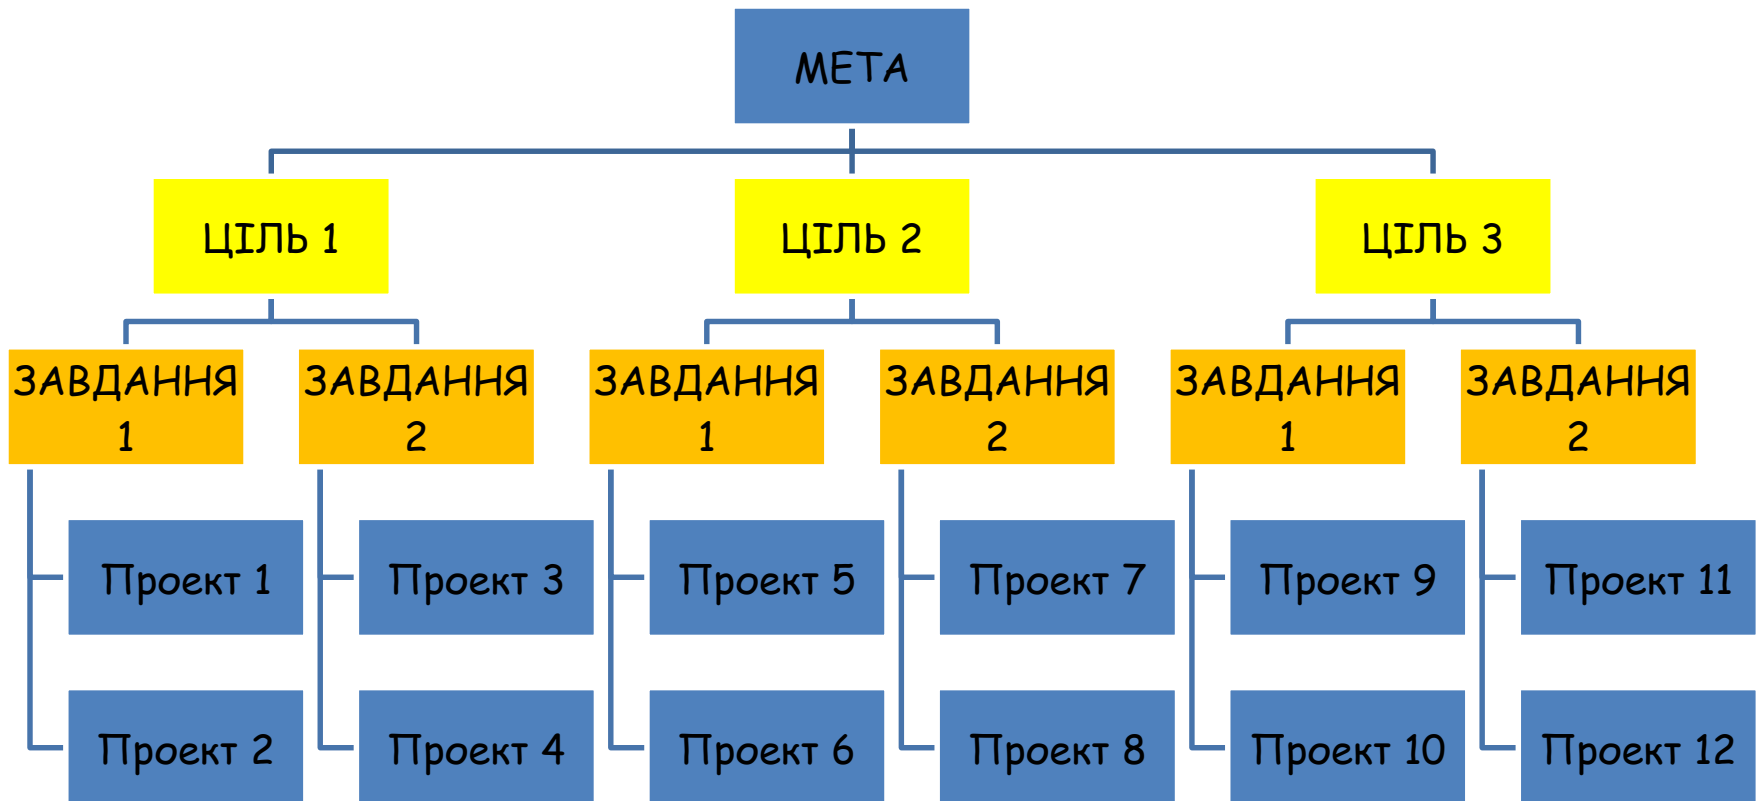 МЕТА
ЦІЛЬ 1
ЦІЛЬ 2
ЦІЛЬ 3
ЗАВДАННЯ
1
ЗАВДАННЯ
2
ЗАВДАННЯ
1
ЗАВДАННЯ
2
ЗАВДАННЯ
1
ЗАВДАННЯ
2
Проект 1
Проект 3
Проект 5
Проект 7
Проект 9
Проект 11
Проект 2
Проект 4
Проект 6
Проект 8
Проект 10
Проект 12